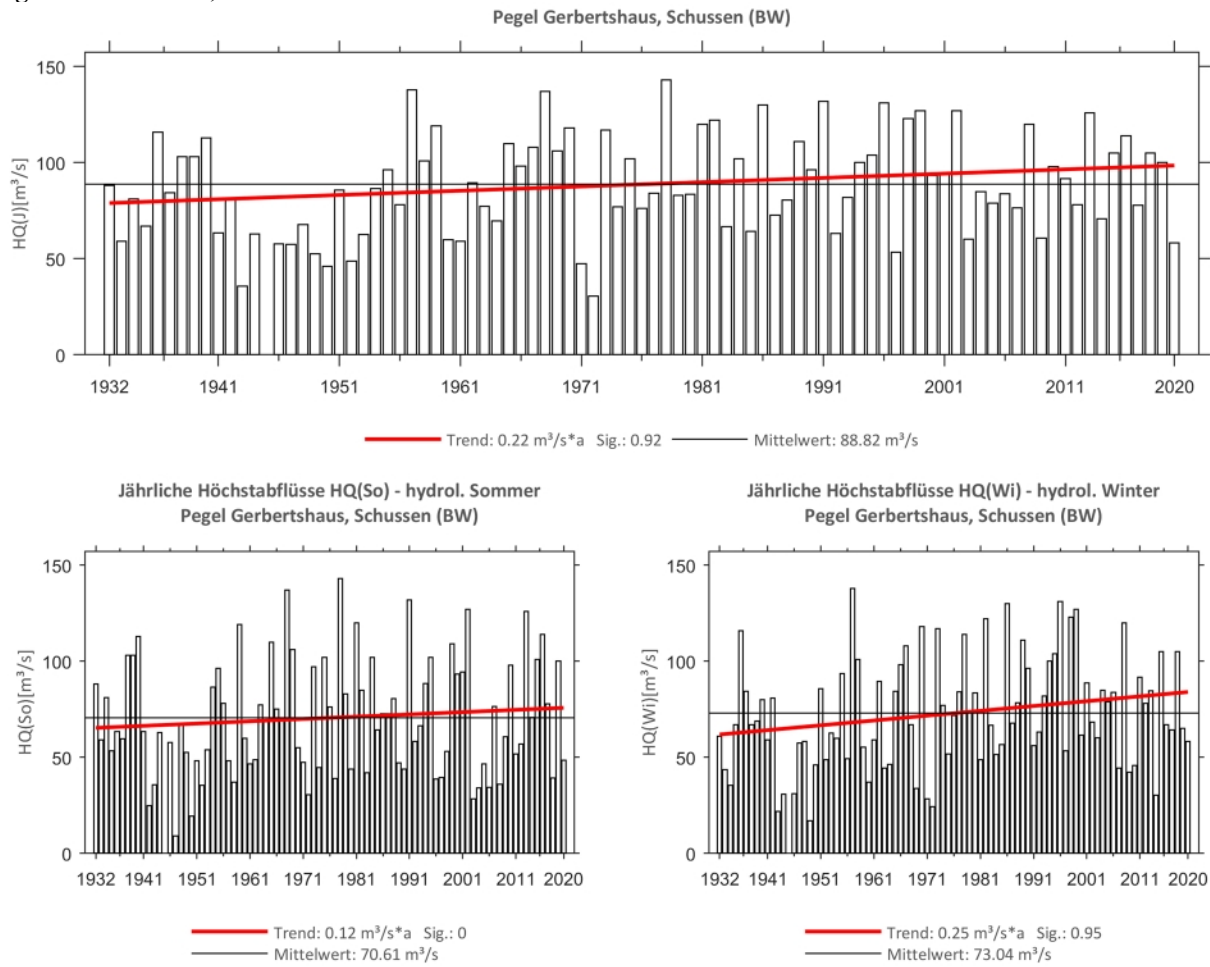 Pegel Gerbertshaus, Schussen (BW)
150
100
50
0
HQ(J)[m³/s]
1932 1941 1951 1961 1971 1981 1991 2001 2011 2020
Trend: 0.22 m³/s*a Sig.: 0.92 Mittelwert: 88.82 m³/s
Jährliche Höchstabflüsse HQ(So) - hydrol. Sommer
Pegel Gerbertshaus, Schussen (BW)
150
100
50
0
HQ(So)[m³/s]
1932 1941 1951 1961 1971 1981 1991 2001 2011 2020
Trend: 0.12 m³/s*a Sig.: 0
Mittelwert: 70.61 m³/s
Jährliche Höchstabflüsse HQ(Wi) - hydrol. Winter
Pegel Gerbertshaus, Schussen (BW)
150
100
50
0
HQ(Wi)[m³/s]
1932 1941 1951 1961 1971 1981 1991 2001 2011 2020
Trend: 0.25 m³/s*a Sig.: 0.95
Mittelwert: 73.04 m³/s